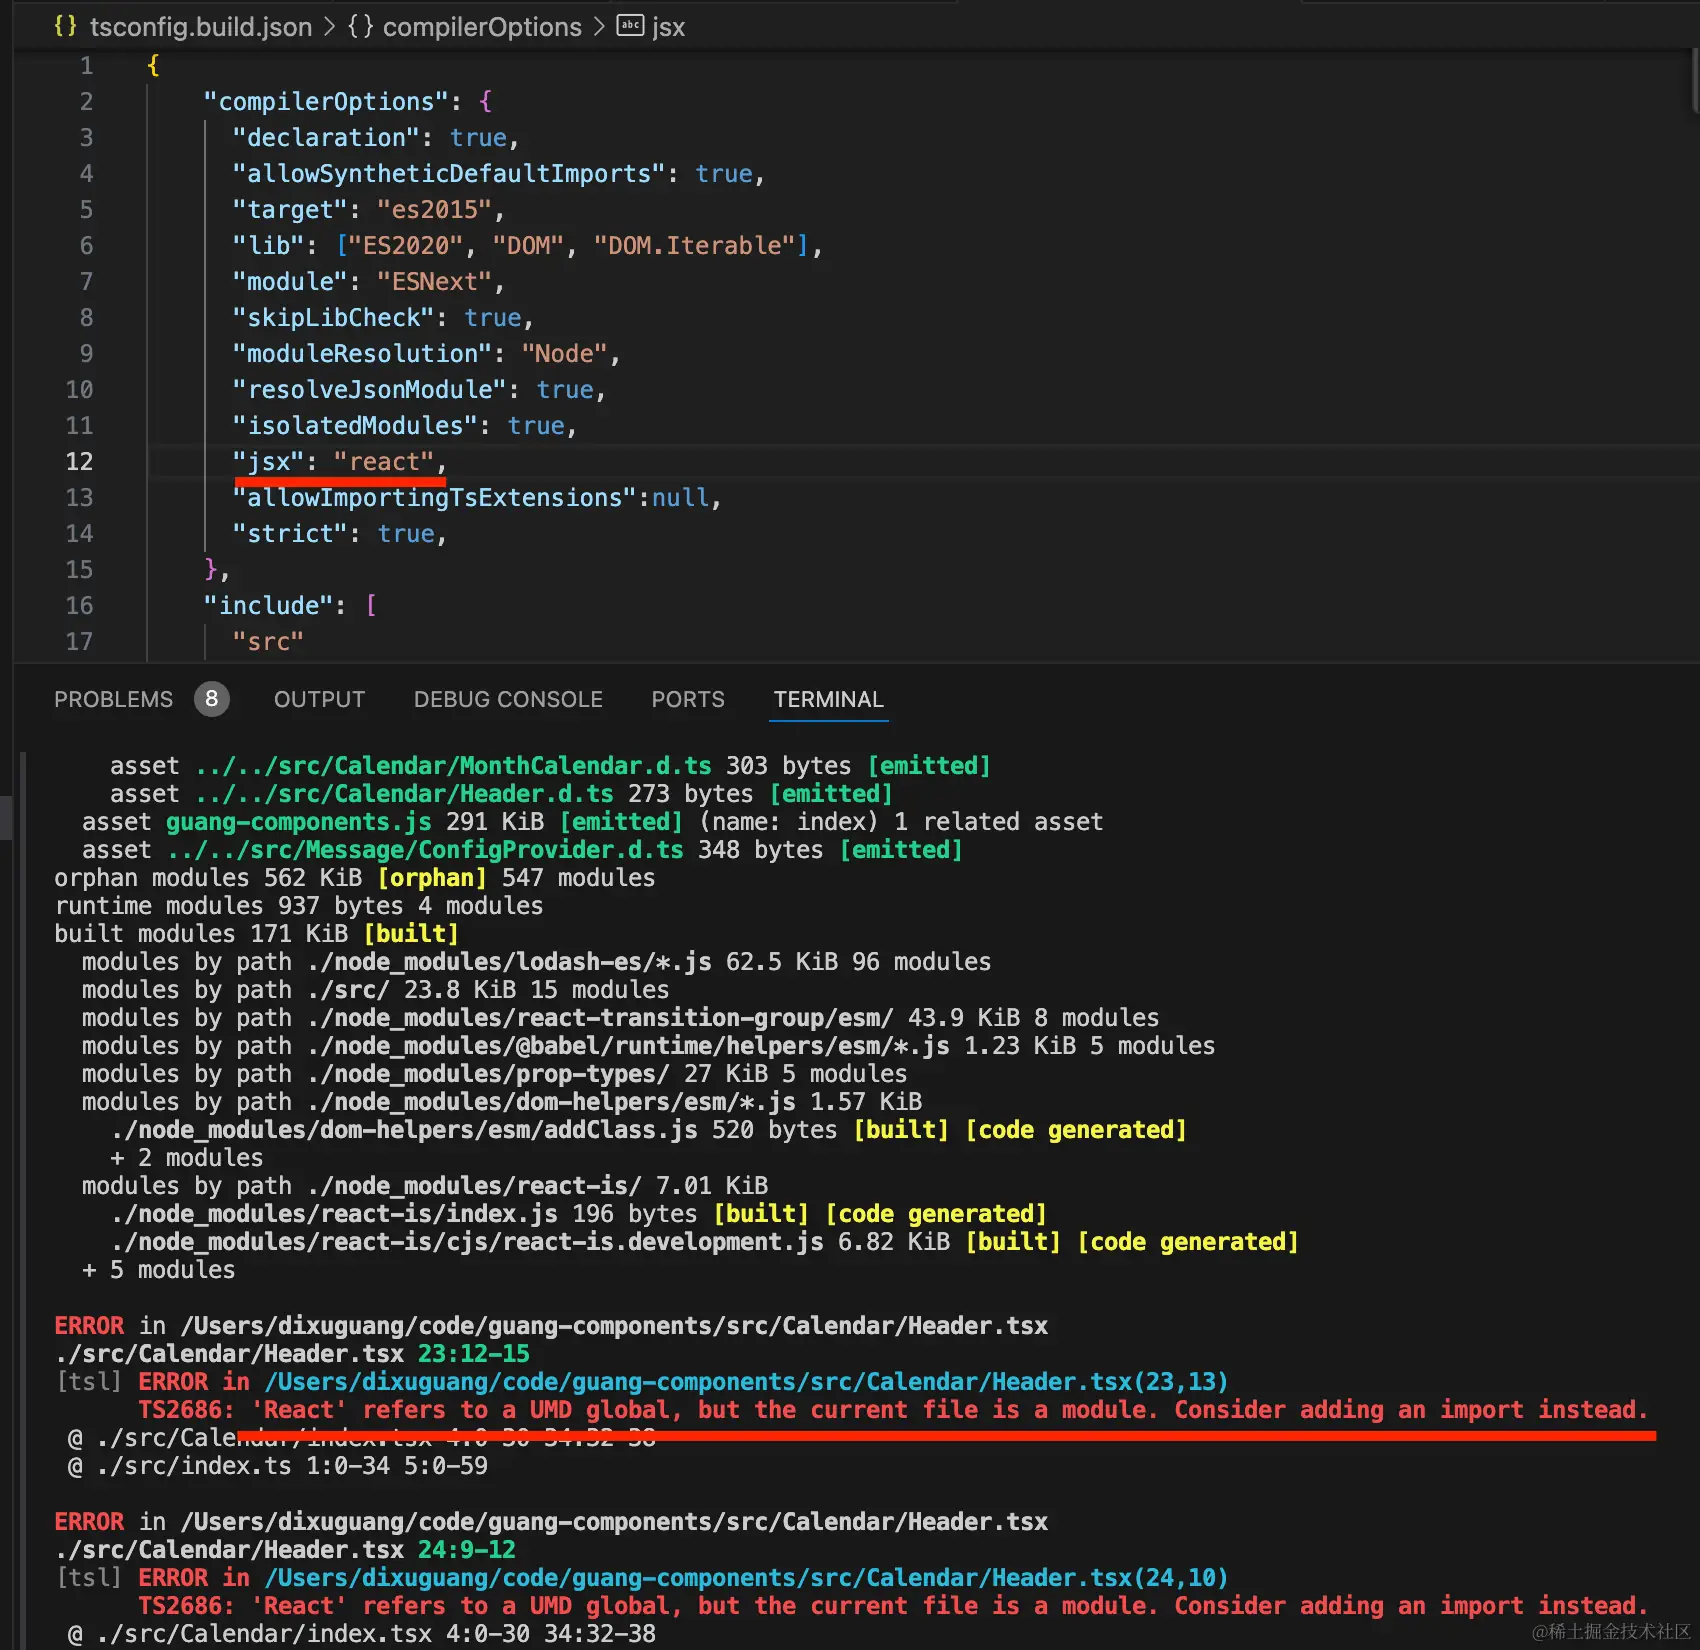 {} tsconfig.build.json > {} compilerOptions > abc jsx
1 {
2 "compilerOptions": {
3 "declaration": true,
4 "allowSyntheticDefaultImports": true,
5 "target": "es2015",
6 "lib": ["ES2020", "DOM", "DOM.Iterable"],
7 "module": "ESNext",
8 "skipLibCheck": true,
9 "moduleResolution": "Node",
10 "resolveJsonModule": true,
11 "isolatedModules": true,
12 "jsx": "react",
13 "allowImportingTsExtensions":null,
14 "strict": true,
15 },
16 "include": [
17 "src"
PROBLEMS 8 OUTPUT DEBUG CONSOLE PORTS TERMINAL
asset ../../src/Calendar/MonthCalendar.d.ts 303 bytes [emitted]
asset ../../src/Calendar/Header.d.ts 273 bytes [emitted]
asset guang-components.js 291 KiB [emitted] (name: index) 1 related asset
asset ../../src/Message/ConfigProvider.d.ts 348 bytes [emitted]
orphan modules 562 KiB [orphan] 547 modules
runtime modules 937 bytes 4 modules
built modules 171 KiB [built]
modules by path ./node_modules/lodash-es/*.js 62.5 KiB 96 modules
modules by path ./src/ 23.8 KiB 15 modules
modules by path ./node_modules/react-transition-group/esm/ 43.9 KiB 8 modules
modules by path ./node_modules/@babel/runtime/helpers/esm/*.js 1.23 KiB 5 modules
modules by path ./node_modules/prop-types/ 27 KiB 5 modules
modules by path ./node_modules/dom-helpers/esm/*.js 1.57 KiB
./node_modules/dom-helpers/esm/addClass.js 520 bytes [built] [code generated]
+ 2 modules
modules by path ./node_modules/react-is/ 7.01 KiB
./node_modules/react-is/index.js 196 bytes [built] [code generated]
./node_modules/react-is/cjs/react-is.development.js 6.82 KiB [built] [code generated]
+ 5 modules
ERROR in /Users/dixuguang/code/guang-components/src/Calendar/Header.tsx
./src/Calendar/Header.tsx 23:12-15
[tsl] ERROR in /Users/dixuguang/code/guang-components/src/Calendar/Header.tsx(23,13)
TS2686: 'React' refers to a UMD global, but the current file is a module. Consider adding an import instead.
@ ./src/Calendar/index.tsx 4:0-30 34:32-38
@ ./src/index.ts 1:0-34 5:0-59
ERROR in /Users/dixuguang/code/guang-components/src/Calendar/Header.tsx
./src/Calendar/Header.tsx 24:9-12
[tsl] ERROR in /Users/dixuguang/code/guang-components/src/Calendar/Header.tsx(24,10)
TS2686: 'React' refers to a UMD global, but the current file is a module. Consider adding an import instead.
@ ./src/Calendar/index.tsx 4:0-30 34:32-38
@稀土掘金技术社区